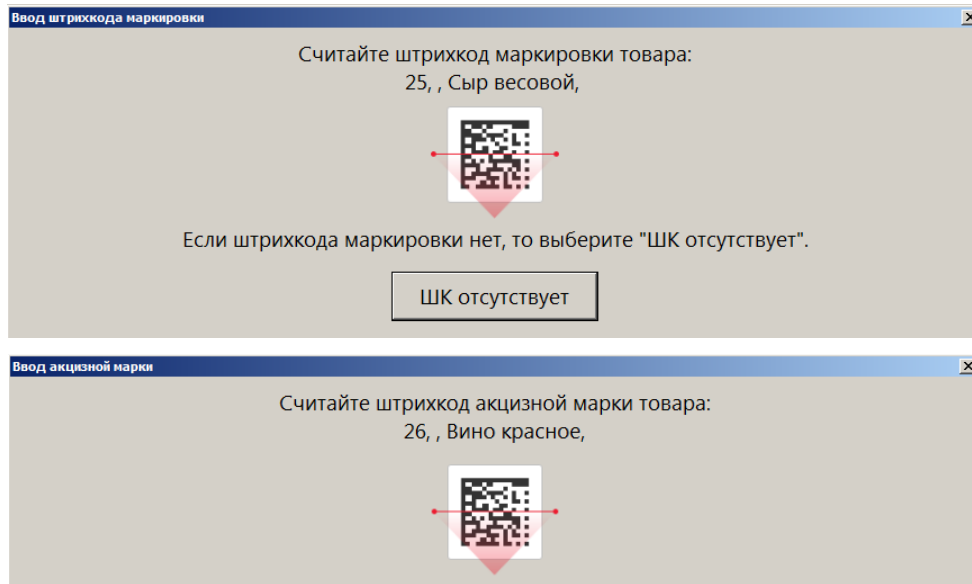 Ввод штрихкода маркировки
Считайте штрихкод маркировки товара:
25, , Сыр весовой,
Если штрихкода маркировки нет, то выберите "ШК отсутствует".
ШК отсутствует
Ввод акцизной марки
Считайте штрихкод акцизной марки товара:
26, , Вино красное,